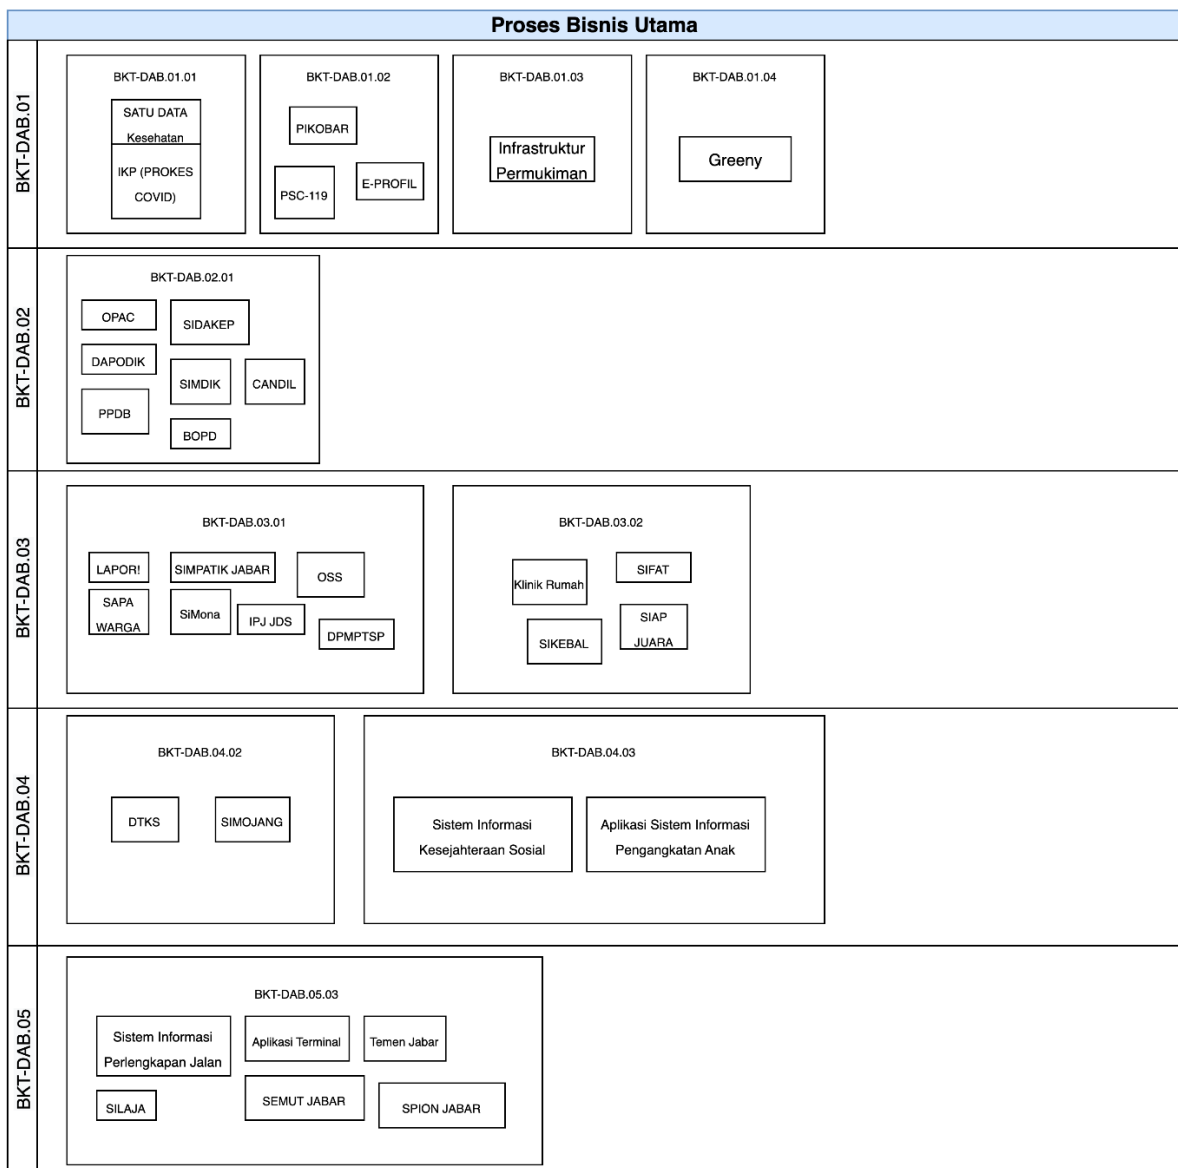 Proses Bisnis Utama
BKT-DAB.01
BKT-DAB.01.01
SATU DATA
Kesehatan
IKP (PROKES
COVID)
BKT-DAB.01.02
PIKOBAR
PSC-119
E-PROFIL
BKT-DAB.01.03
Infrastruktur
Permukiman
BKT-DAB.01.04
Greeny
BKT-DAB.02
BKT-DAB.02.01
OPAC
SIDAKEP
DAPODIK
SIMDIK
CANDIL
PPDB
BOPD
BKT-DAB.03
BKT-DAB.03.01
LAPOR!
SIMPATIK JABAR
OSS
SAPA
WARGA
SiMona
IPJ JDS
DPMPTSP
BKT-DAB.03.02
Klinik Rumah
SIFAT
SIKEBAL
SIAP
JUARA
BKT-DAB.04
BKT-DAB.04.02
DTKS
SIMOJANG
BKT-DAB.04.03
Sistem Informasi
Kesejahteraan Sosial
Aplikasi Sistem Informasi
Pengangkatan Anak
BKT-DAB.05
BKT-DAB.05.03
Sistem Informasi
Perlengkapan Jalan
Aplikasi Terminal
Temen Jabar
SILAJA
SEMUT JABAR
SPION JABAR